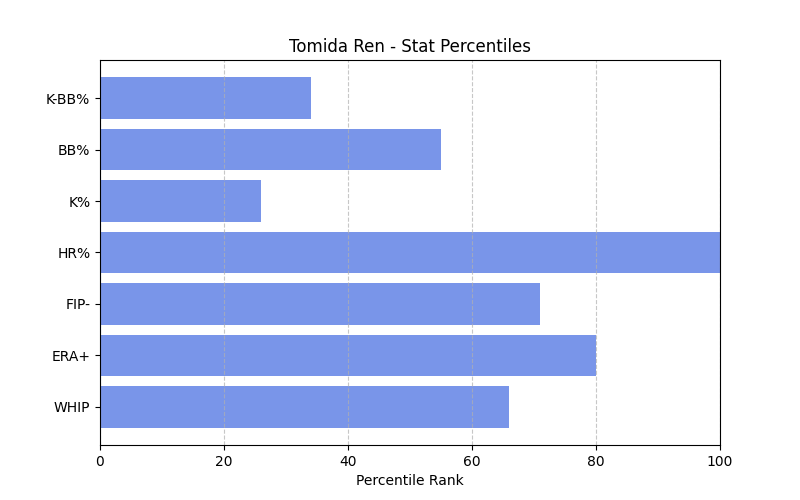 Tomida Ren - Stat Percentiles
K-BB%
BB%
K%
HR%
FIP-
ERA+
WHIP
0 20 40 60 80 100
Percentile Rank